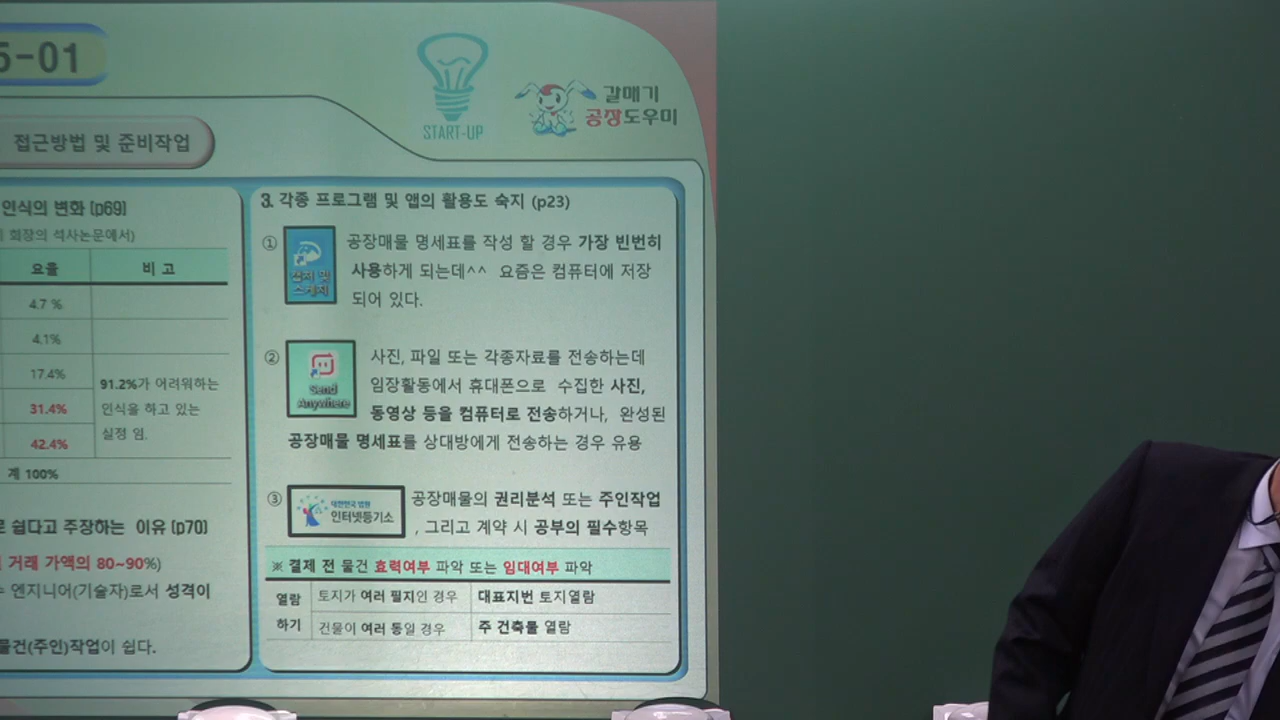 5-01
START-UP
갈매기
공장도우미
접근방법 및 준비작업
인식의 변화 (p69)
회장의 석사논문에서)
요율 비 고
4.7 %
4.1%
17.4%
31.4%
42.4%
91.2%가 어려워하는
인식을 하고 있는
실정 임.
계 100%
쉽다고 주장하는 이유 (p70)
거래 가액의 80~90%)
엔지니어(기술자)로서 성격이
물건(주인)작업이 쉽다.
3. 각종 프로그램 및 앱의 활용도 숙지 (p23)
① 캡처 및
스케치
공장매물 명세표를 작성 할 경우 가장 빈번히
사용하게 되는데^^ 요즘은 컴퓨터에 저장
되어 있다.
② Send
Anywhere
사진, 파일 또는 각종자료를 전송하는데
임장활동에서 휴대폰으로 수집한 사진,
동영상 등을 컴퓨터로 전송하거나, 완성된
공장매물 명세표를 상대방에게 전송하는 경우 유용
③ 대한민국 법원
인터넷등기소
공장매물의 권리분석 또는 주인작업
, 그리고 계약 시 공부의 필수항목
※ 결제 전 물건 효력여부 파악 또는 임대여부 파악
열람
하기
토지가 여러 필지인 경우 대표지번 토지열람
건물이 여러 동일 경우 주 건축물 열람